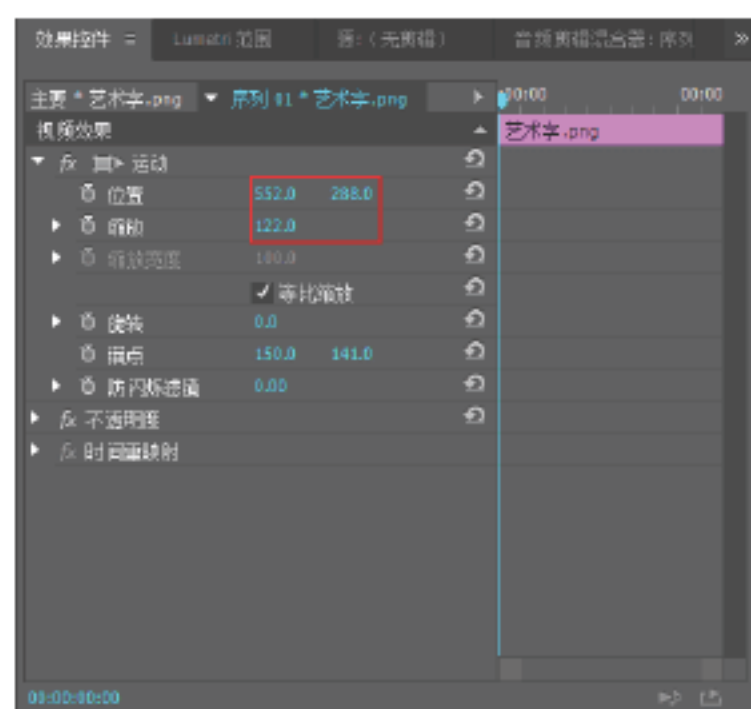 效果控件 ≡ Lumetri 范围 源:（无剪辑） 音频剪辑混合器: 序列 »
主要 * 艺术字.png 序列 01 * 艺术字.png 00:00 00:00
视频效果 艺术字.png
fx 运动
位置 552.0 288.0
缩放 122.0
缩放宽度 100.0
等比缩放
旋转 0.0
锚点 150.0 141.0
防闪烁滤镜 0.00
fx 不透明度
fx 时间重映射
00:00:00:00